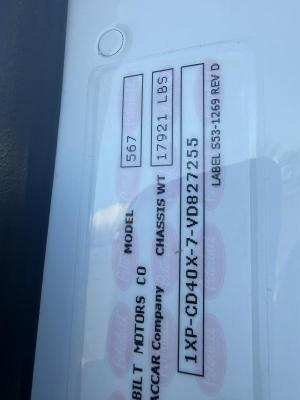 BILT MOTORS CO MODEL 567
ACCAR Company CHASSIS WT 17921 LBS
1XP-CD40X-7-VD827255
LABEL S53-1269 REV D